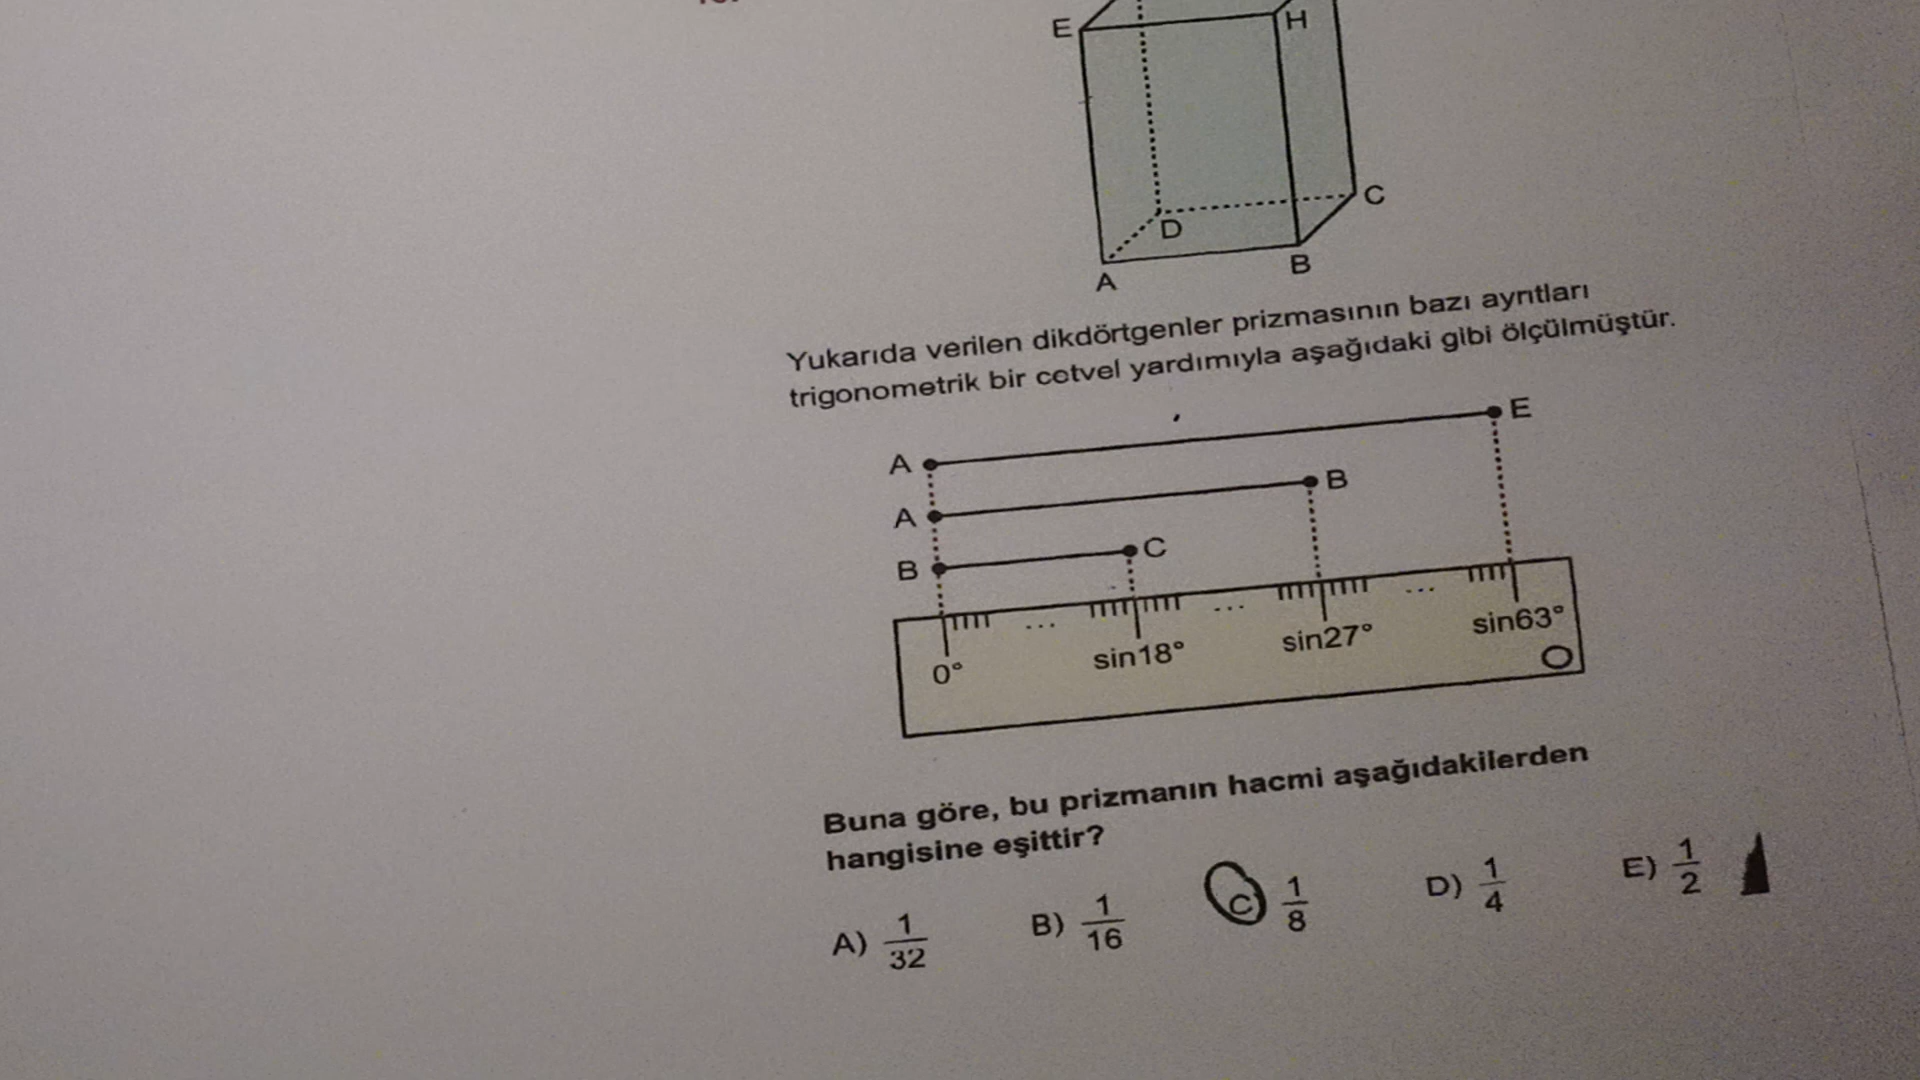 E
H
C
D
A
B
Yukarıda verilen dikdörtgenler prizmasının bazı ayrıtları
trigonometrik bir cetvel yardımıyla aşağıdaki gibi ölçülmüştür.
A E
A B
B C
0° ... sin18° ... sin27° ... sin63°
Buna göre, bu prizmanın hacmi aşağıdakilerden
hangisine eşittir?
A) 1/32 B) 1/16 C) 1/8 D) 1/4 E) 1/2